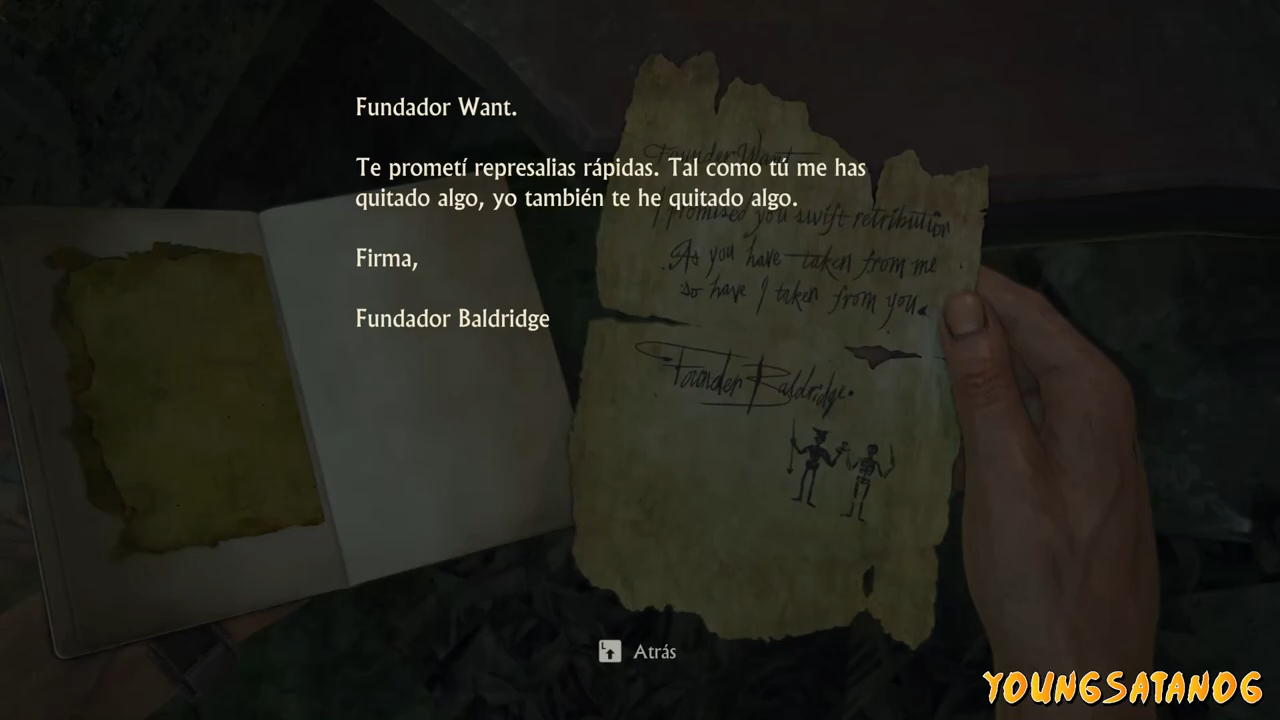 Fundador Want.
Te prometí represalias rápidas. Tal como tú me has
quitado algo, yo también te he quitado algo.
Firma,
Fundador Baldridge
Founder Want
I promised you swift retribution
As you have taken from me
so have I taken from you.
Founder Baldridge.
L
Atrás
YOUNGSATANOG